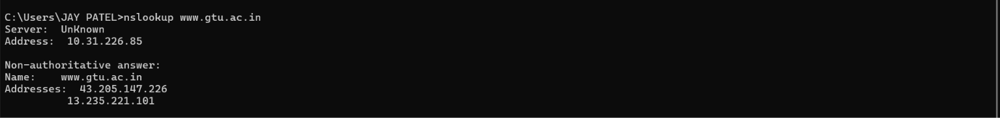 C:\Users\JAY PATEL>nslookup www.gtu.ac.in
Server:  UnKnown
Address:  10.31.226.85

Non-authoritative answer:
Name:    www.gtu.ac.in
Addresses:  43.205.147.226
          13.235.221.101